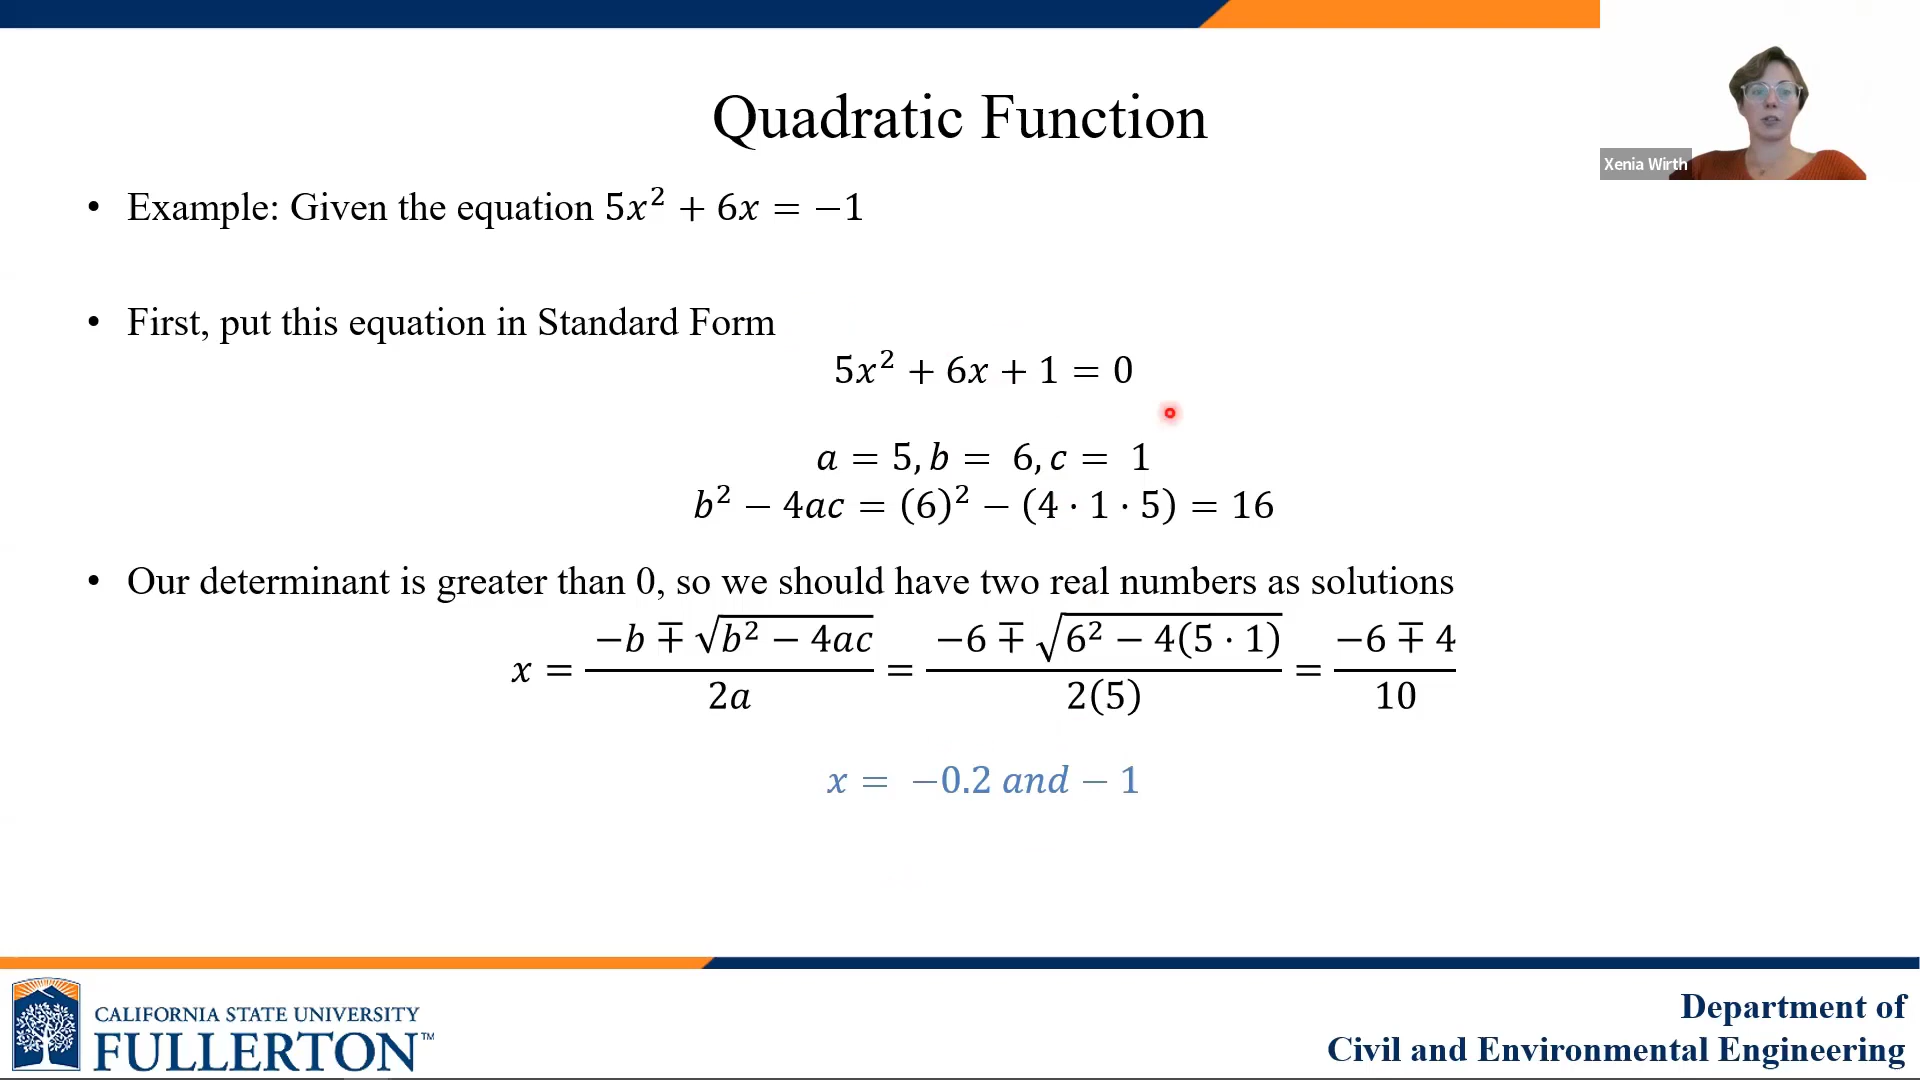 Quadratic Function
Xenia Wirth
• Example: Given the equation 5x² + 6x = −1
• First, put this equation in Standard Form
5x² + 6x + 1 = 0
a = 5, b = 6, c = 1
b² − 4ac = (6)² − (4 · 1 · 5) = 16
• Our determinant is greater than 0, so we should have two real numbers as solutions
x = (−b ∓ √(b² − 4ac))/(2a) = (−6 ∓ √(6² − 4(5 · 1)))/(2(5)) = (−6 ∓ 4)/10
x = −0.2 and − 1
CALIFORNIA STATE UNIVERSITY
FULLERTON™
Department of
Civil and Environmental Engineering